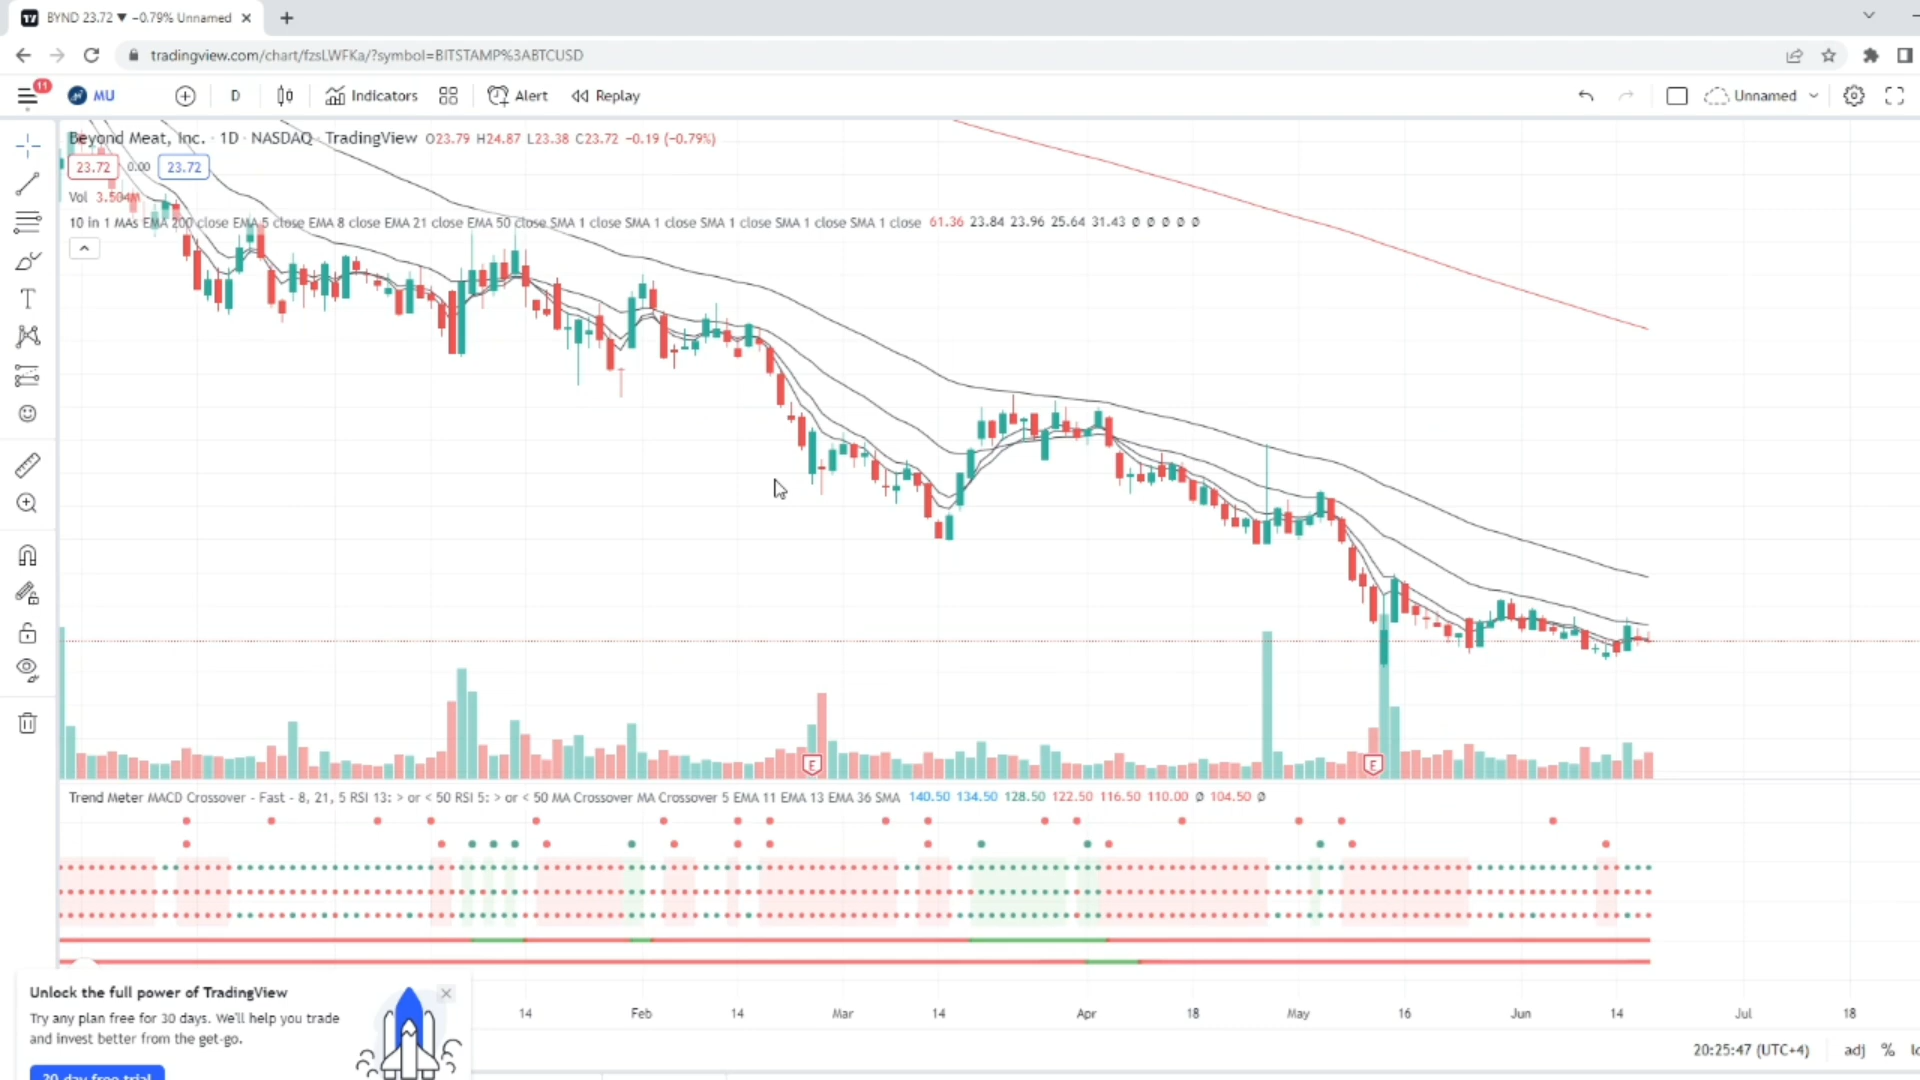 BYND 23.72 ▼ −0.79% Unnamed
tradingview.com/chart/fzsLWFKa/?symbol=BITSTAMP%3ABTCUSD
11
MU D Indicators Alert Replay Unnamed
Beyond Meat, Inc. · 1D · NASDAQ · TradingView O23.79 H24.87 L23.38 C23.72 −0.19 (−0.79%)
23.72 0.00 23.72
Vol 3.504M
10 in 1 MAs EMA 200 close EMA 5 close EMA 8 close EMA 21 close EMA 50 close SMA 1 close SMA 1 close SMA 1 close SMA 1 close SMA 1 close 61.36 23.84 23.96 25.64 31.43 Ø Ø Ø Ø Ø
E E
Trend Meter MACD Crossover - Fast - 8, 21, 5 RSI 13: > or < 50 RSI 5: > or < 50 MA Crossover MA Crossover 5 EMA 11 EMA 13 EMA 36 SMA 140.50 134.50 128.50 122.50 116.50 110.00 Ø 104.50 Ø
Unlock the full power of TradingView
Try any plan free for 30 days. We'll help you trade
and invest better from the get-go.
30-day free trial
14 Feb 14 Mar 14 Apr 18 May 16 Jun 14 Jul 18
20:25:47 (UTC+4) adj %